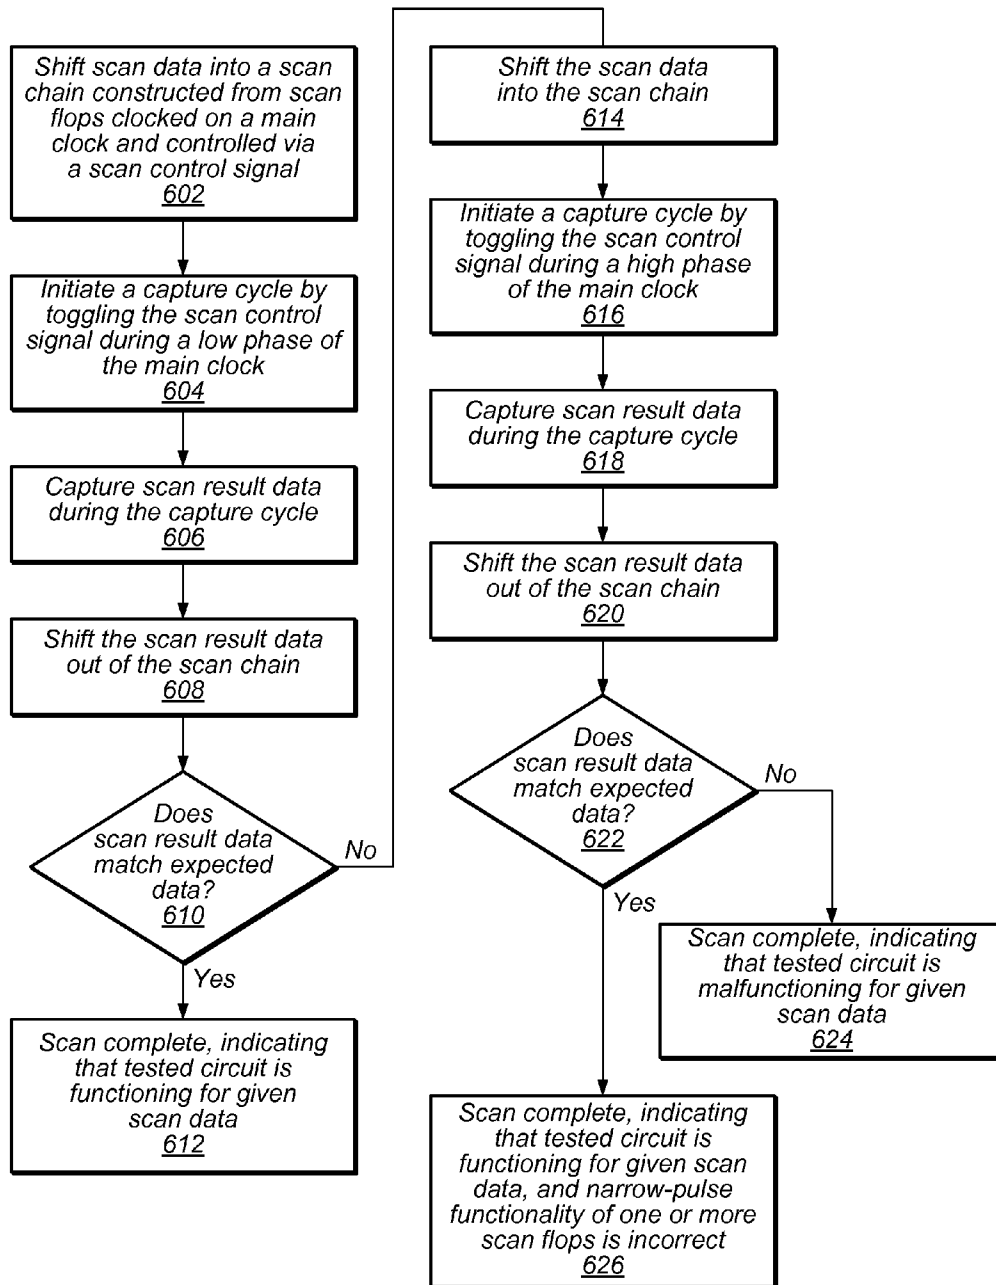 Shift scan data into a scan
chain constructed from scan
flops clocked on a main
clock and controlled via
a scan control signal
602
Initiate a capture cycle by
toggling the scan control
signal during a low phase of
the main clock
604
Capture scan result data
during the capture cycle
606
Shift the scan result data
out of the scan chain
608
Does
scan result data
match expected
data?
610
No
Yes
Scan complete, indicating
that tested circuit is
functioning for given
scan data
612
Shift the scan data
into the scan chain
614
Initiate a capture cycle by
toggling the scan control
signal during a high phase
of the main clock
616
Capture scan result data
during the capture cycle
618
Shift the scan result data
out of the scan chain
620
Does
scan result data
match expected
data?
622
No
Yes
Scan complete, indicating
that tested circuit is
malfunctioning for given
scan data
624
Scan complete, indicating
that tested circuit is
functioning for given scan
data, and narrow-pulse
functionality of one or more
scan flops is incorrect
626